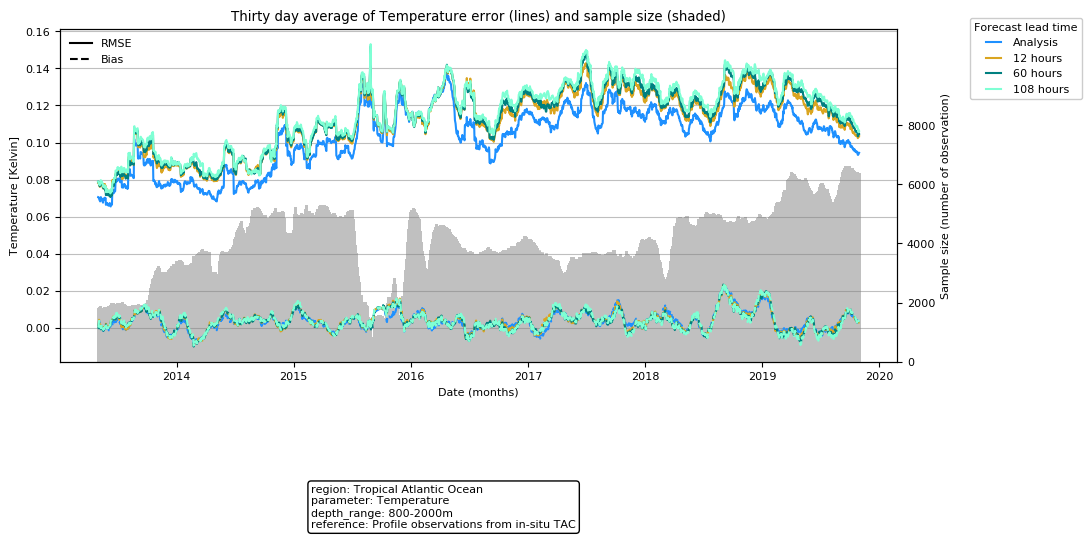 Thirty day average of Temperature error (lines) and sample size (shaded)
Forecast lead time
Analysis
12 hours
60 hours
108 hours
RMSE
Bias
Temperature [Kelvin]
0.16
0.14
0.12
0.10
0.08
0.06
0.04
0.02
0.00
Sample size (number of observation)
8000
6000
4000
2000
0
2014
2015
2016
2017
2018
2019
2020
Date (months)
region: Tropical Atlantic Ocean
parameter: Temperature
depth_range: 800-2000m
reference: Profile observations from in-situ TAC